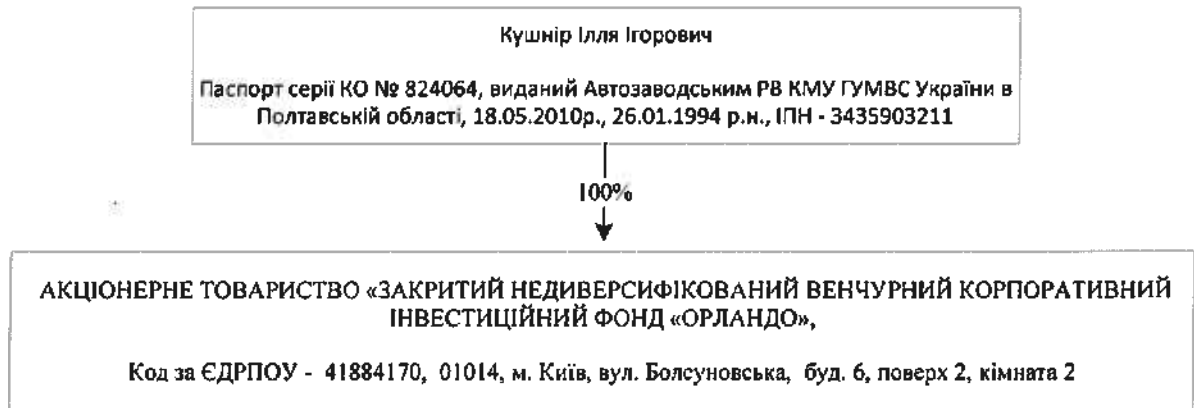 Кушнір Ілля Ігорович
Паспорт серії КО № 824064, виданий Автозаводським РВ КМУ ГУМВС України в
Полтавській області, 18.05.2010р., 26.01.1994 р.н., ІПН - 3435903211
100%
АКЦІОНЕРНЕ ТОВАРИСТВО «ЗАКРИТИЙ НЕДИВЕРСИФІКОВАНИЙ ВЕНЧУРНИЙ КОРПОРАТИВНИЙ
ІНВЕСТИЦІЙНИЙ ФОНД «ОРЛАНДО»,
Код за ЄДРПОУ - 41884170, 01014, м. Київ, вул. Болсуновська, буд. 6, поверх 2, кімната 2